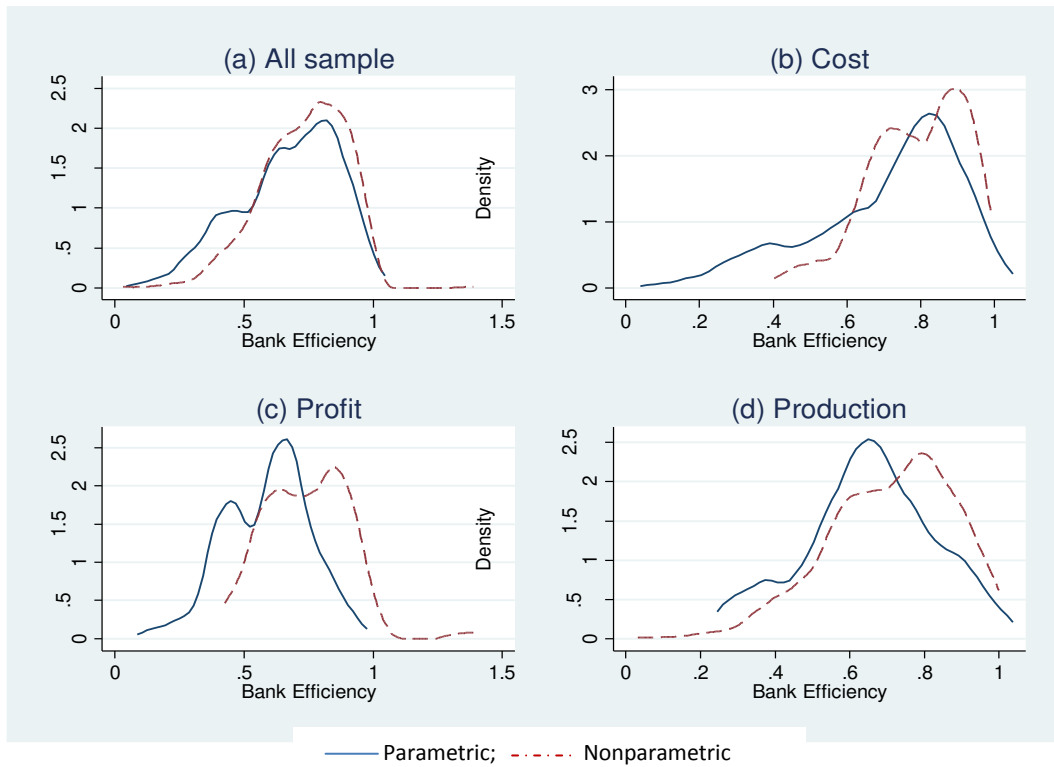 (a) All sample
2.5
2
1.5
1
.5
0
0 .5 1 1.5
Bank Efficiency
(b) Cost
Density
3
2
1
0
0 .2 .4 .6 .8 1
Bank Efficiency
(c) Profit
2.5
2
1.5
1
.5
0
0 .5 1 1.5
Bank Efficiency
(d) Production
Density
2.5
2
1.5
1
.5
0
0 .2 .4 .6 .8 1
Bank Efficiency
Parametric; Nonparametric